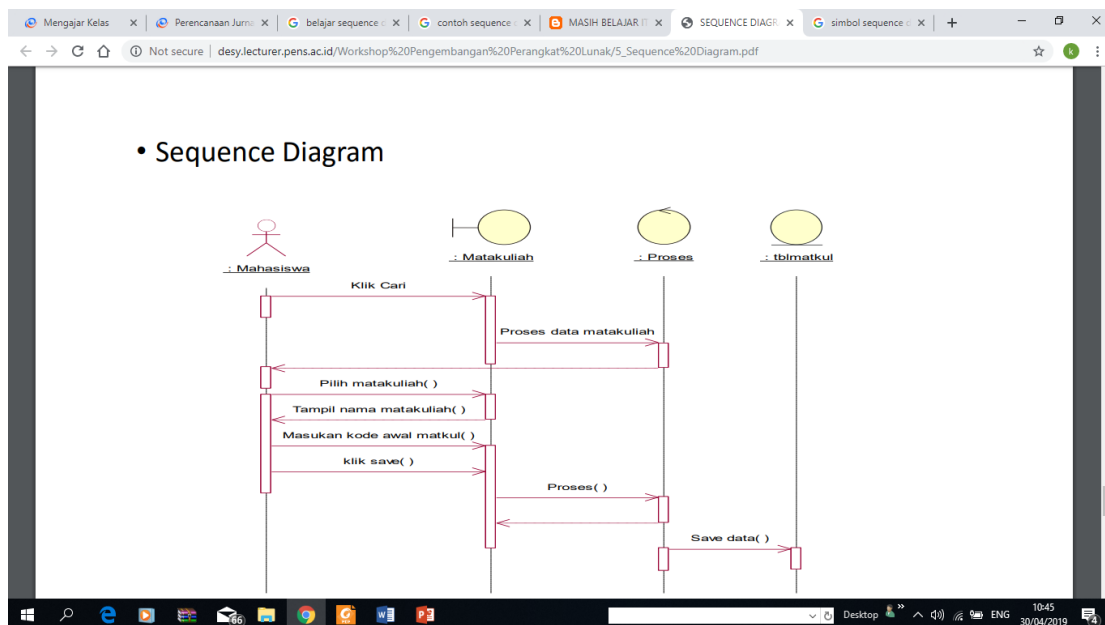 Mengajar Kelas
Perencanaan Jurna
belajar sequence d
contoh sequence
MASIH BELAJAR IT
SEQUENCE DIAGR
simbol sequence d
Not secure | desy.lecturer.pens.ac.id/Workshop%20Pengembangan%20Perangkat%20Lunak/5_Sequence%20Diagram.pdf
k
• Sequence Diagram
: Mahasiswa
: Matakuliah
: Proses
: tblmatkul
Klik Cari
Proses data matakuliah
Pilih matakuliah( )
Tampil nama matakuliah( )
Masukan kode awal matkul( )
klik save( )
Proses( )
Save data( )
66
Desktop
»
ENG
10:45
30/04/2019
4